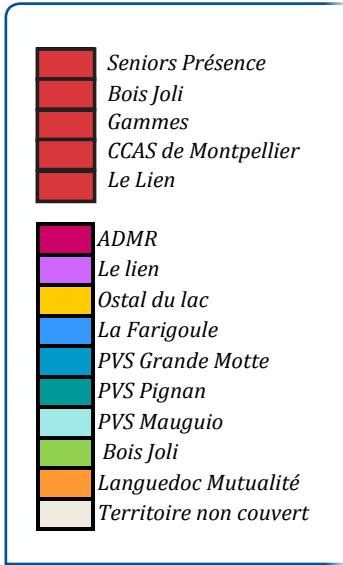 Seniors Présence
Bois Joli
Gammes
CCAS de Montpellier
Le Lien
ADMR
Le lien
Ostal du lac
La Farigoule
PVS Grande Motte
PVS Pignan
PVS Mauguio
Bois Joli
Languedoc Mutualité
Territoire non couvert